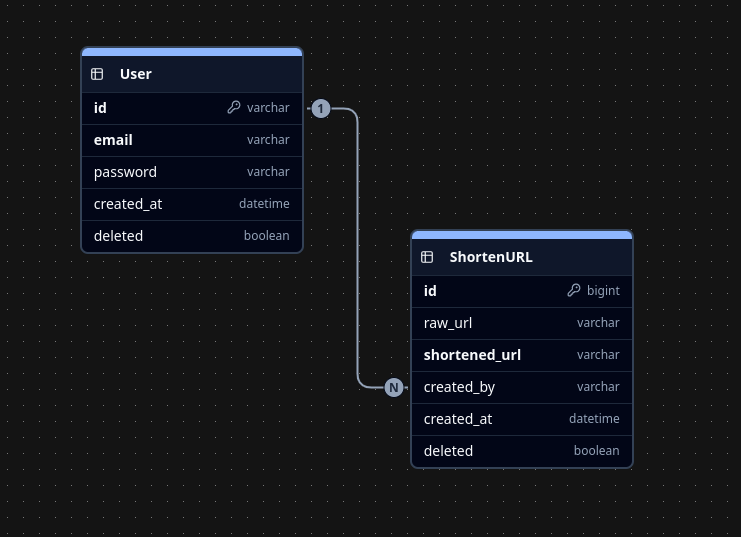 User
id varchar
email varchar
password varchar
created_at datetime
deleted boolean
1
ShortenURL
id bigint
raw_url varchar
shortened_url varchar
N
created_by varchar
created_at datetime
deleted boolean